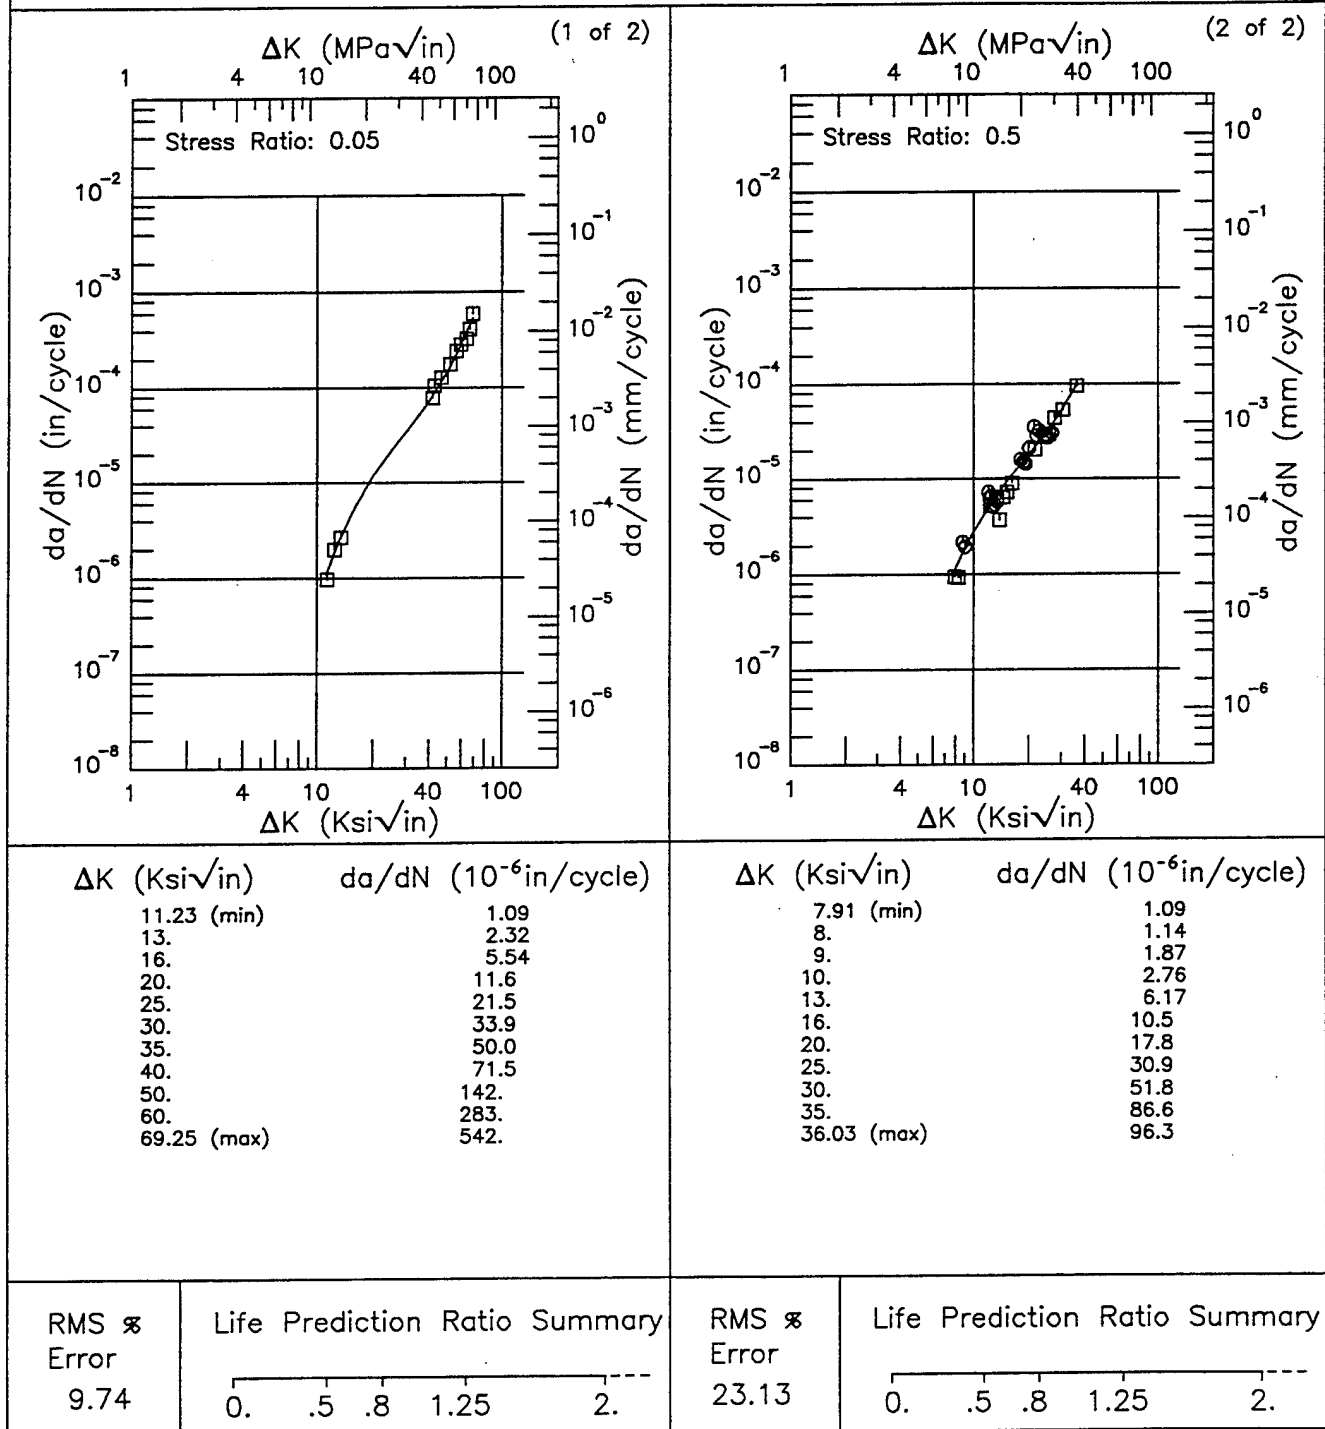 (1 of 2)
ΔK (MPa√in)
1 4 10 40 100
Stress Ratio: 0.05
da/dN (in/cycle)
10⁻²
10⁻³
10⁻⁴
10⁻⁵
10⁻⁶
10⁻⁷
10⁻⁸
10⁰
10⁻¹
10⁻²
10⁻³
10⁻⁴
10⁻⁵
10⁻⁶
da/dN (mm/cycle)
1 4 10 40 100
ΔK (Ksi√in)
ΔK (Ksi√in) da/dN (10⁻⁶in/cycle)
11.23 (min) 1.09
13. 2.32
16. 5.54
20. 11.6
25. 21.5
30. 33.9
35. 50.0
40. 71.5
50. 142.
60. 283.
69.25 (max) 542.
RMS %
Error
9.74
Life Prediction Ratio Summary
0. .5 .8 1.25 2.
(2 of 2)
ΔK (MPa√in)
1 4 10 40 100
Stress Ratio: 0.5
da/dN (in/cycle)
10⁻²
10⁻³
10⁻⁴
10⁻⁵
10⁻⁶
10⁻⁷
10⁻⁸
10⁰
10⁻¹
10⁻²
10⁻³
10⁻⁴
10⁻⁵
10⁻⁶
da/dN (mm/cycle)
1 4 10 40 100
ΔK (Ksi√in)
ΔK (Ksi√in) da/dN (10⁻⁶in/cycle)
7.91 (min) 1.09
8. 1.14
9. 1.87
10. 2.76
13. 6.17
16. 10.5
20. 17.8
25. 30.9
30. 51.8
35. 86.6
36.03 (max) 96.3
RMS %
Error
23.13
Life Prediction Ratio Summary
0. .5 .8 1.25 2.